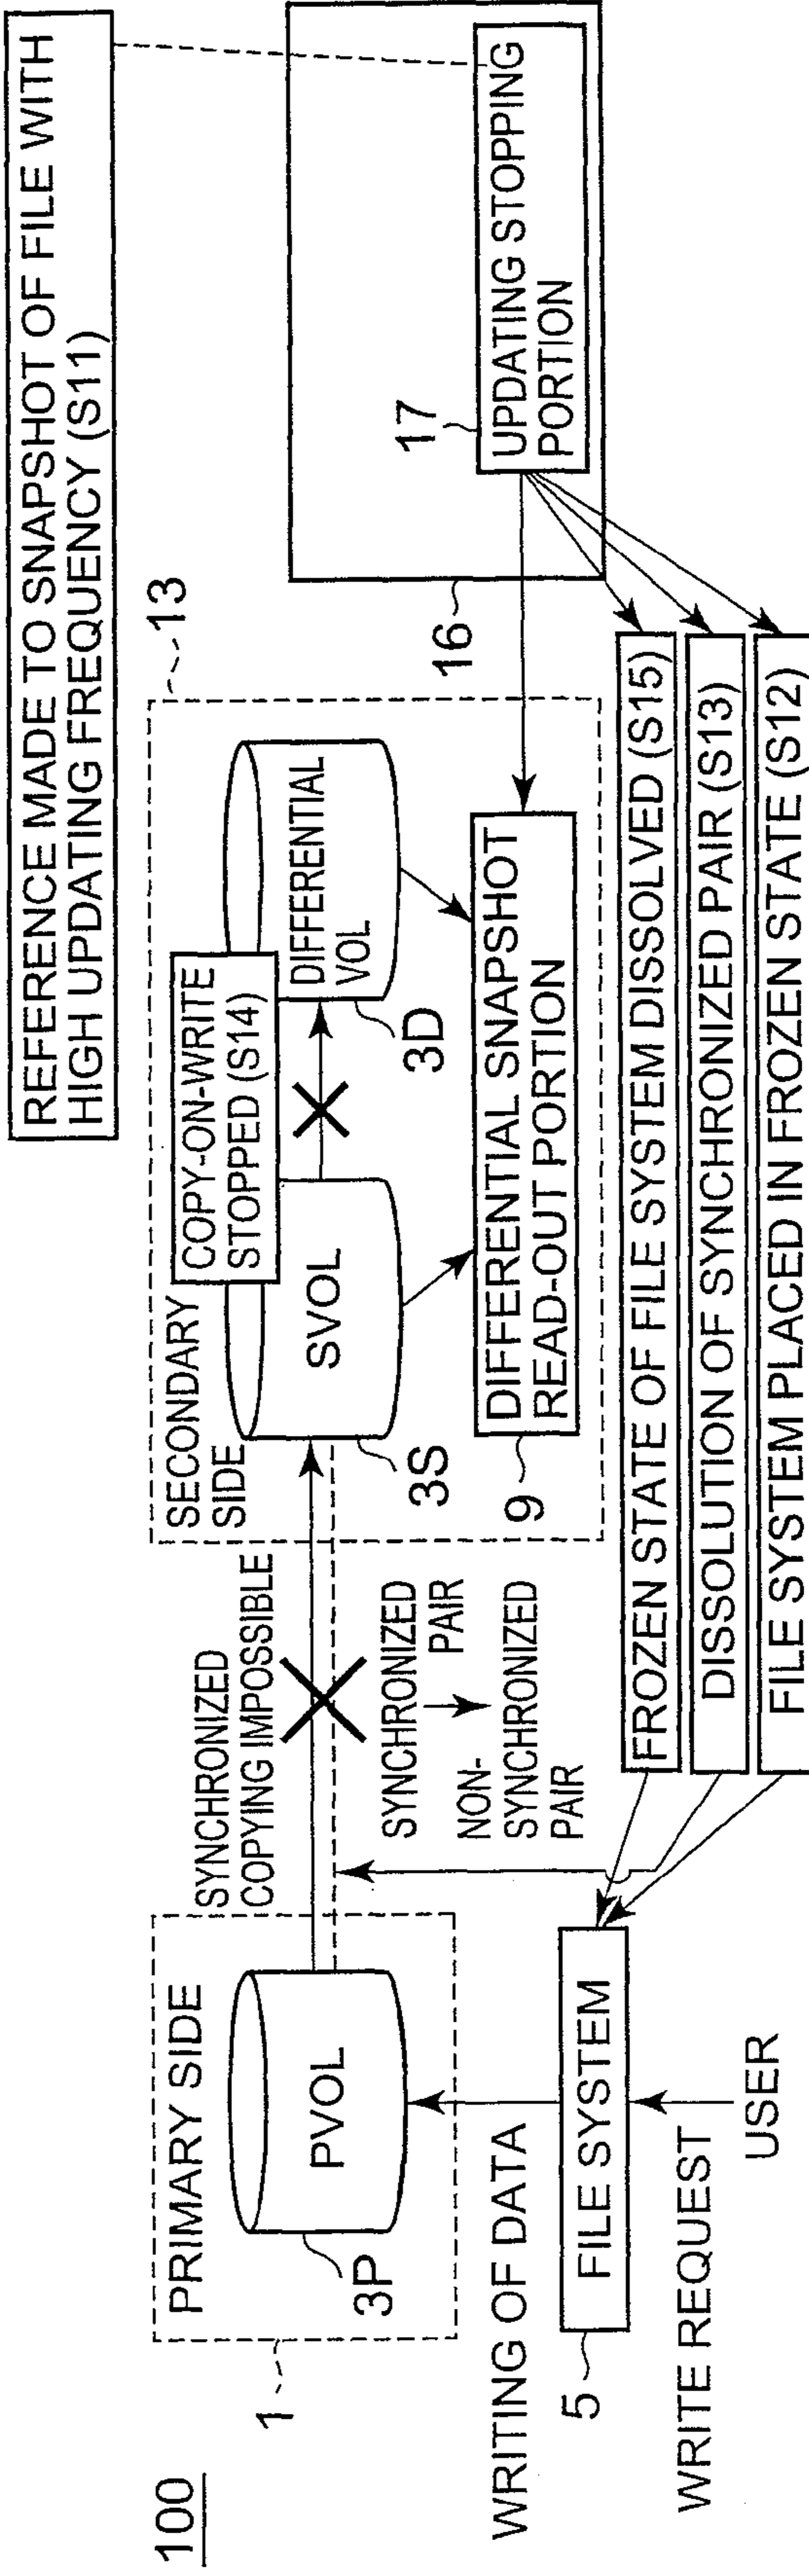 100
REFERENCE MADE TO SNAPSHOT OF FILE WITH
HIGH UPDATING FREQUENCY (S11)
1
PRIMARY SIDE
PVOL
3P
SYNCHRONIZED
COPYING IMPOSSIBLE
SYNCHRONIZED
PAIR
NON-
SYNCHRONIZED
PAIR
13
SECONDARY
SIDE
COPY-ON-WRITE
STOPPED (S14)
SVOL
3S
DIFFERENTIAL
VOL
3D
DIFFERENTIAL SNAPSHOT
READ-OUT PORTION
9
16
17
UPDATING STOPPING
PORTION
WRITING OF DATA
FILE SYSTEM
5
WRITE REQUEST
USER
FROZEN STATE OF FILE SYSTEM DISSOLVED (S15)
DISSOLUTION OF SYNCHRONIZED PAIR (S13)
FILE SYSTEM PLACED IN FROZEN STATE (S12)